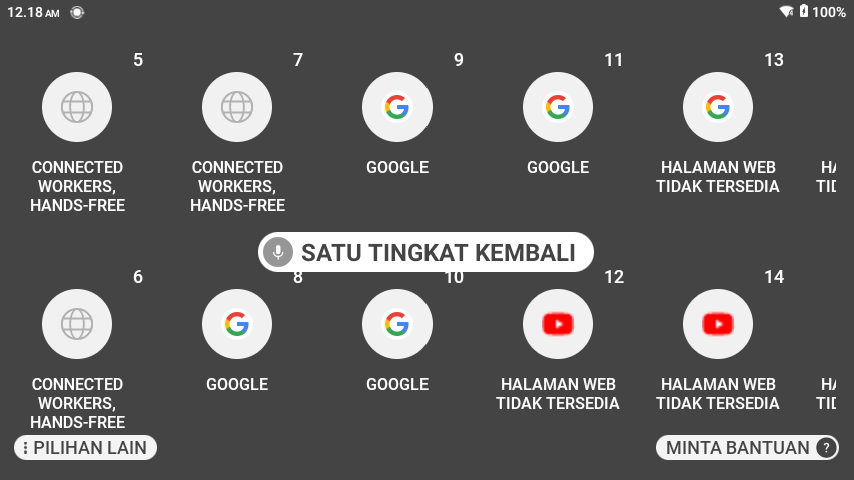 12.18 AM
100%
5
7
9
11
13
CONNECTED
WORKERS,
HANDS-FREE
CONNECTED
WORKERS,
HANDS-FREE
GOOGLE
GOOGLE
HALAMAN WEB
TIDAK TERSEDIA
SATU TINGKAT KEMBALI
6
8
10
12
14
CONNECTED
WORKERS,
HANDS-FREE
GOOGLE
GOOGLE
HALAMAN WEB
TIDAK TERSEDIA
HALAMAN WEB
TIDAK TERSEDIA
PILIHAN LAIN
MINTA BANTUAN ?